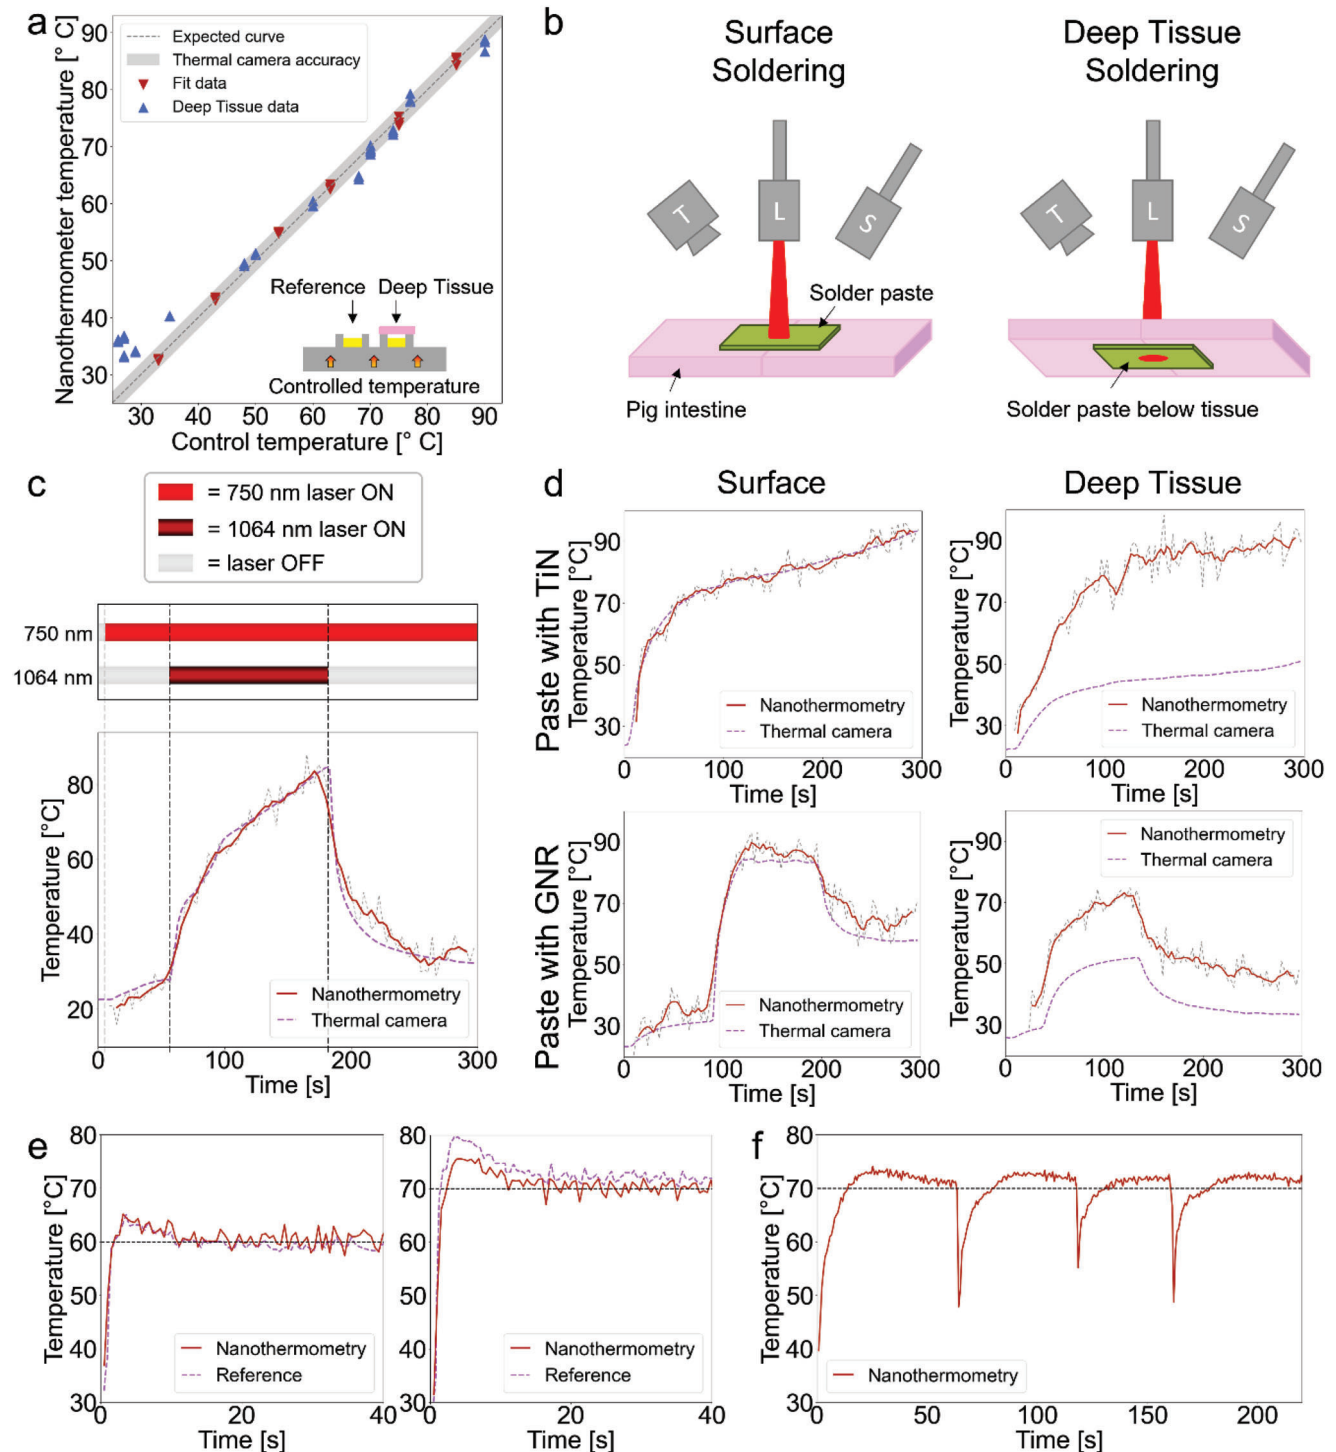 a
Nanothermometer temperature [° C]
90
80
70
60
50
40
30
Expected curve
Thermal camera accuracy
Fit data
Deep Tissue data
Reference
Deep Tissue
Controlled temperature
30 40 50 60 70 80 90
Control temperature [° C]
b
Surface
Soldering
Deep Tissue
Soldering
T
L
S
Solder paste
Pig intestine
T
L
S
Solder paste below tissue
c
= 750 nm laser ON
= 1064 nm laser ON
= laser OFF
750 nm
1064 nm
Temperature [°C]
80
60
40
20
Nanothermometry
Thermal camera
0 100 200 300
Time [s]
d
Surface
Deep Tissue
Paste with TiN
Temperature [°C]
90
70
50
30
Nanothermometry
Thermal camera
0 100 200 300
Time [s]
Temperature [°C]
90
70
50
30
Nanothermometry
Thermal camera
0 100 200 300
Time [s]
Paste with GNR
Temperature [°C]
90
70
50
30
Nanothermometry
Thermal camera
0 100 200 300
Time [s]
Temperature [°C]
90
70
50
30
Nanothermometry
Thermal camera
0 100 200 300
Time [s]
e
Temperature [°C]
80
70
60
50
40
30
Nanothermometry
Reference
0 20 40
Time [s]
80
70
60
50
40
30
Nanothermometry
Reference
0 20 40
Time [s]
f
Temperature [°C]
80
70
60
50
40
30
Nanothermometry
0 50 100 150 200
Time [s]